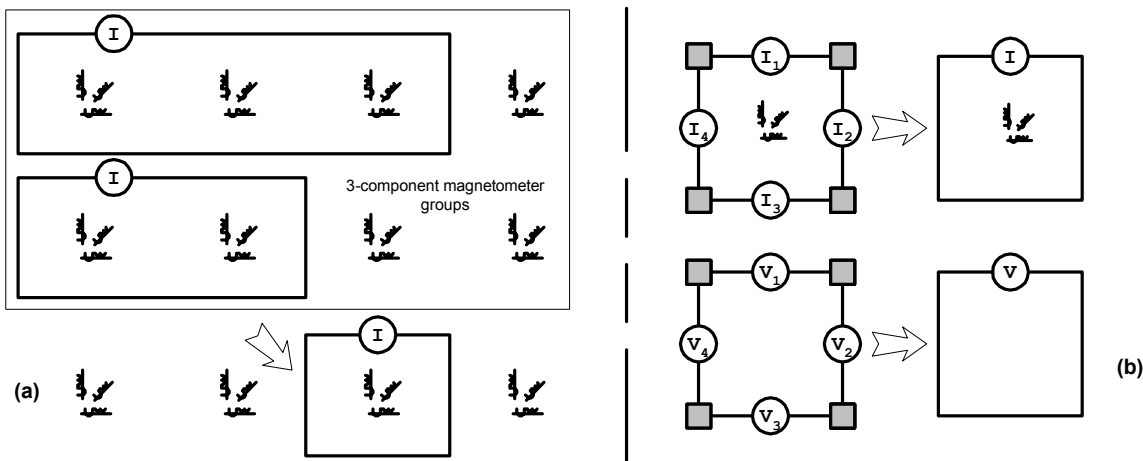 I
I
3-component magnetometer
groups
I
(a)
I₁
I₄
I₂
I₃
I
V₁
V₄
V₂
V₃
V
(b)